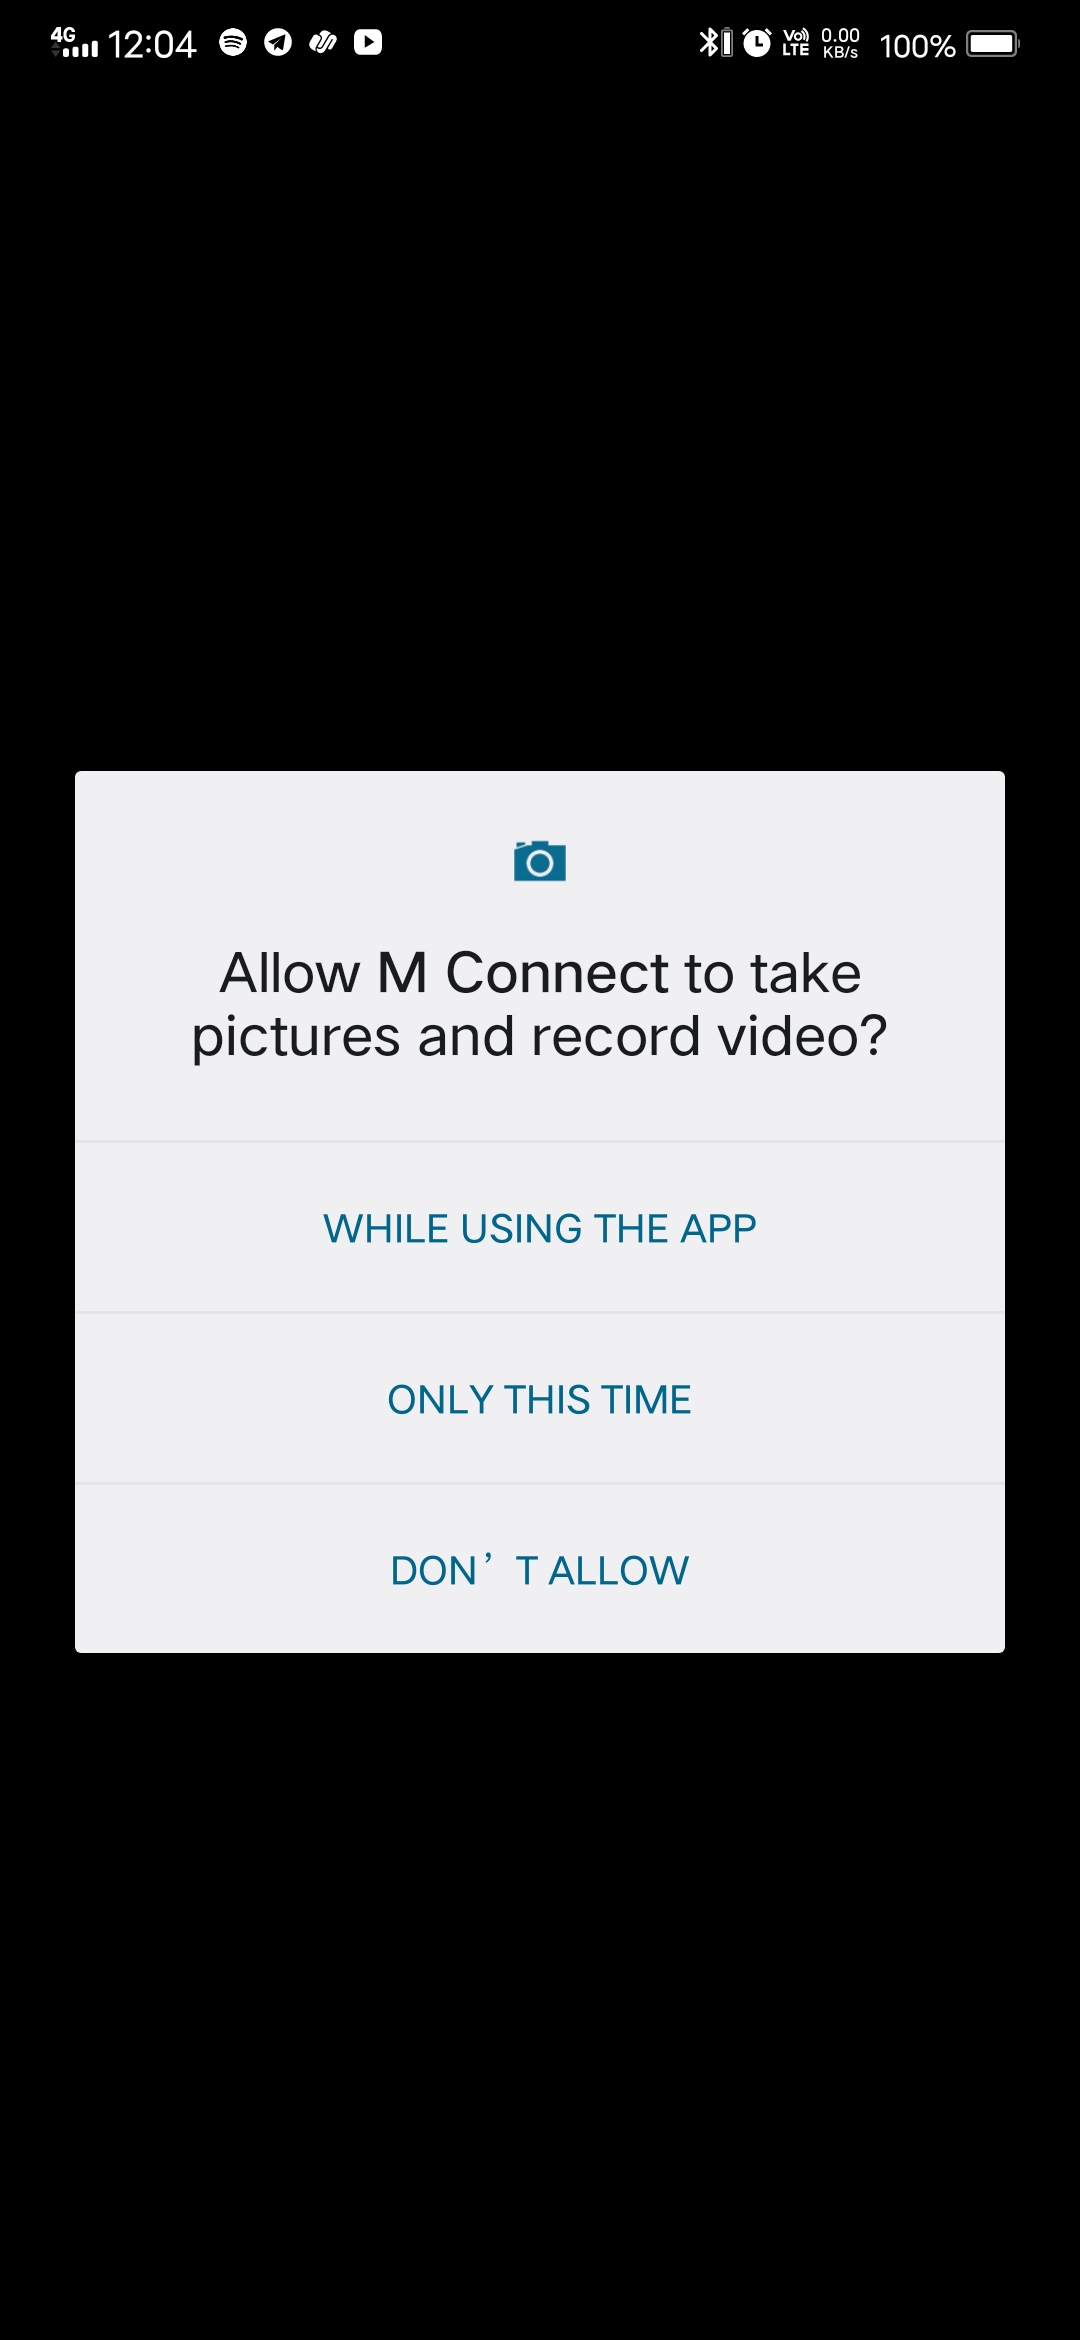 4G 12:04 Vo)) LTE 0.00 KB/s 100%
Allow M Connect to take
pictures and record video?
WHILE USING THE APP
ONLY THIS TIME
DON’T ALLOW